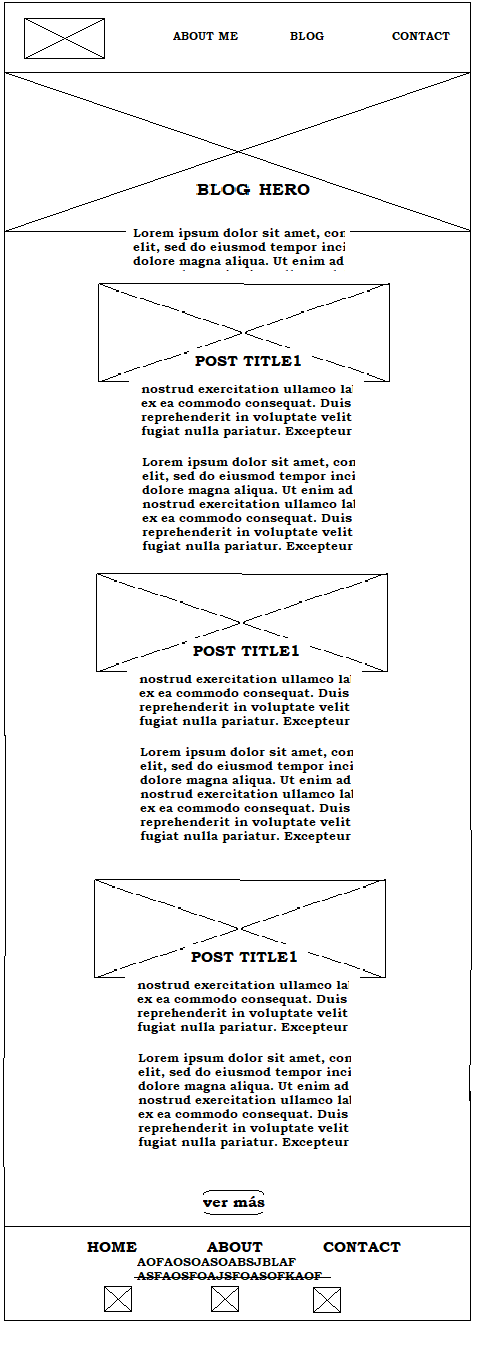 ABOUT ME BLOG CONTACT
BLOG HERO
Lorem ipsum dolor sit amet, con
elit, sed do eiusmod tempor inci
dolore magna aliqua. Ut enim ad
POST TITLE1
nostrud exercitation ullamco la
ex ea commodo consequat. Duis
reprehenderit in voluptate velit
fugiat nulla pariatur. Excepteur
Lorem ipsum dolor sit amet, con
elit, sed do eiusmod tempor inci
dolore magna aliqua. Ut enim ad
nostrud exercitation ullamco la
ex ea commodo consequat. Duis
reprehenderit in voluptate velit
fugiat nulla pariatur. Excepteur
POST TITLE1
nostrud exercitation ullamco la
ex ea commodo consequat. Duis
reprehenderit in voluptate velit
fugiat nulla pariatur. Excepteur
Lorem ipsum dolor sit amet, con
elit, sed do eiusmod tempor inci
dolore magna aliqua. Ut enim ad
nostrud exercitation ullamco la
ex ea commodo consequat. Duis
reprehenderit in voluptate velit
fugiat nulla pariatur. Excepteur
POST TITLE1
nostrud exercitation ullamco la
ex ea commodo consequat. Duis
reprehenderit in voluptate velit
fugiat nulla pariatur. Excepteur
Lorem ipsum dolor sit amet, con
elit, sed do eiusmod tempor inci
dolore magna aliqua. Ut enim ad
nostrud exercitation ullamco la
ex ea commodo consequat. Duis
reprehenderit in voluptate velit
fugiat nulla pariatur. Excepteur
ver más
HOME ABOUT CONTACT
AOFAOSOASOABSJBLAF
ASFAOSFOAJSFOASOFKAOF